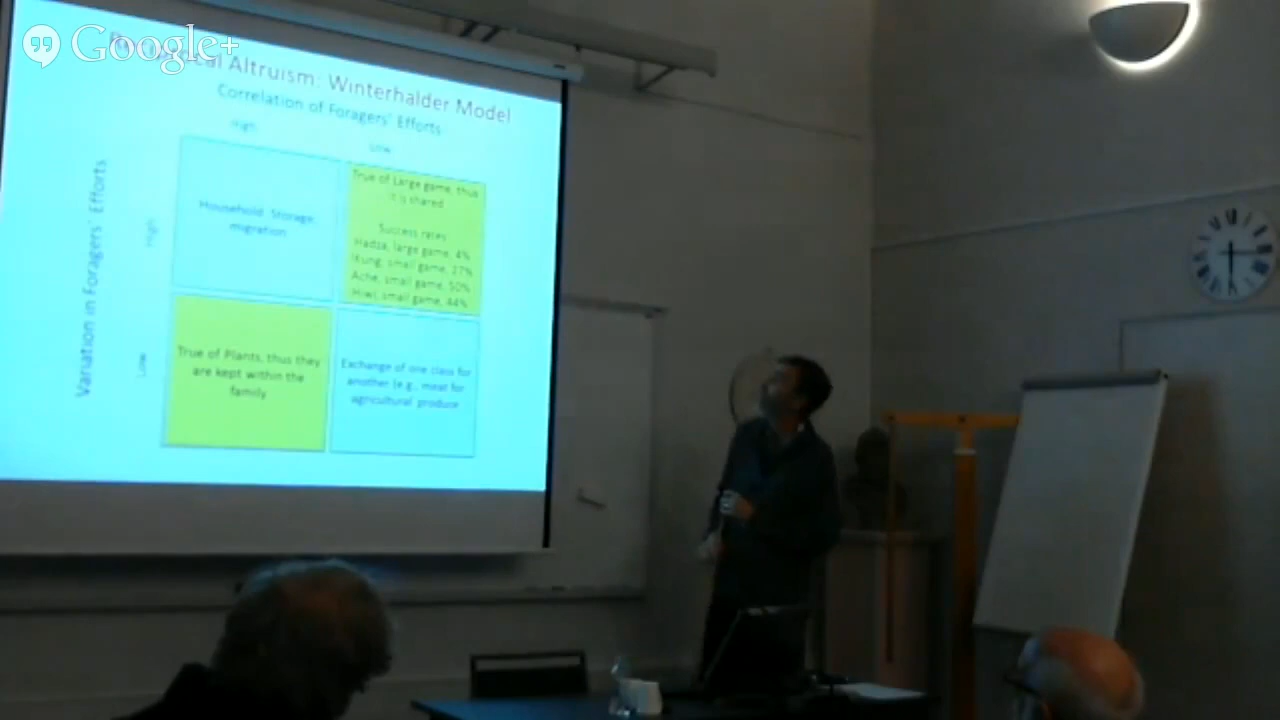 Google+
Altruism: Winterhalder Model
Correlation of Foragers' Efforts
High
Low
Variation in Foragers' Efforts
High
Low
Household Storage,
migration
True of Large game, thus
it is shared
Success rates:
Hadza, large game, 4%
!Kung, small game, 27%
Ache, small game, 50%
Hiwi, small game, 44%
True of Plants, thus they
are kept within the
family
Exchange of one class for
another (e.g., meat for
agricultural produce